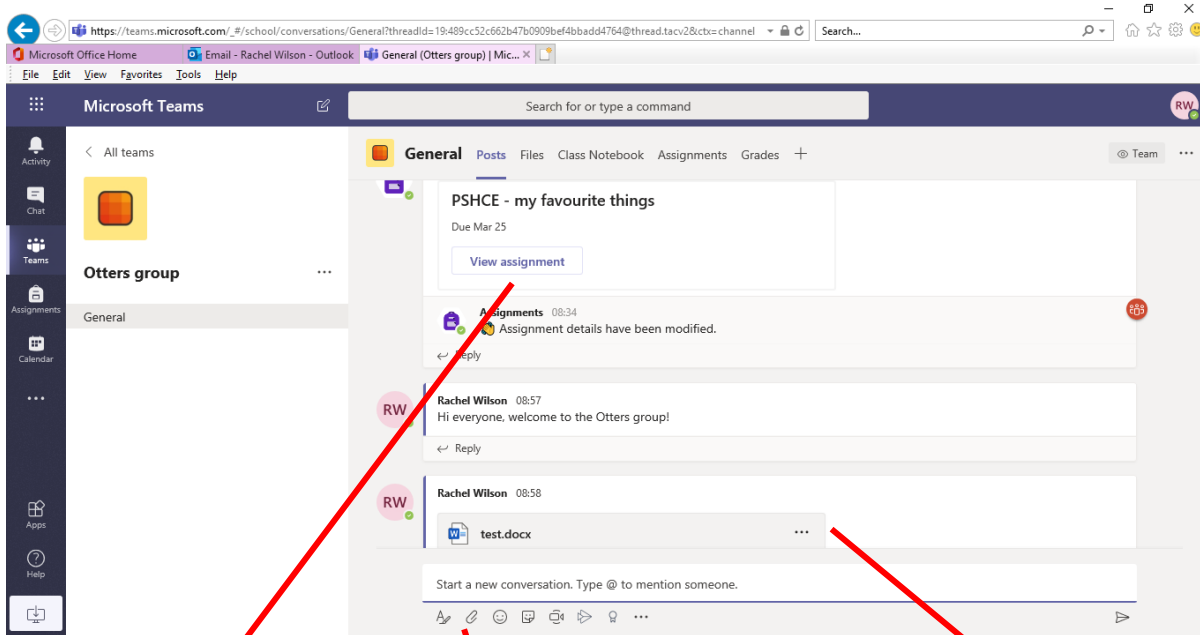 https://teams.microsoft.com/_#/school/conversations/General?threadId=19:489cc52c662b47b0909bef4bbadd4764@thread.tacv2&ctx=channel Search...
Microsoft Office Home Email - Rachel Wilson - Outlook General (Otters group) | Mic...
File Edit View Favorites Tools Help
Microsoft Teams Search for or type a command RW
Activity
Chat
Teams
Assignments
Calendar
Apps
Help
All teams
Otters group
General
General Posts Files Class Notebook Assignments Grades Team
PSHCE - my favourite things
Due Mar 25
View assignment
Assignments 08:34
Assignment details have been modified.
Reply
RW Rachel Wilson 08:57
Hi everyone, welcome to the Otters group!
Reply
RW Rachel Wilson 08:58
test.docx
Start a new conversation. Type @ to mention someone.